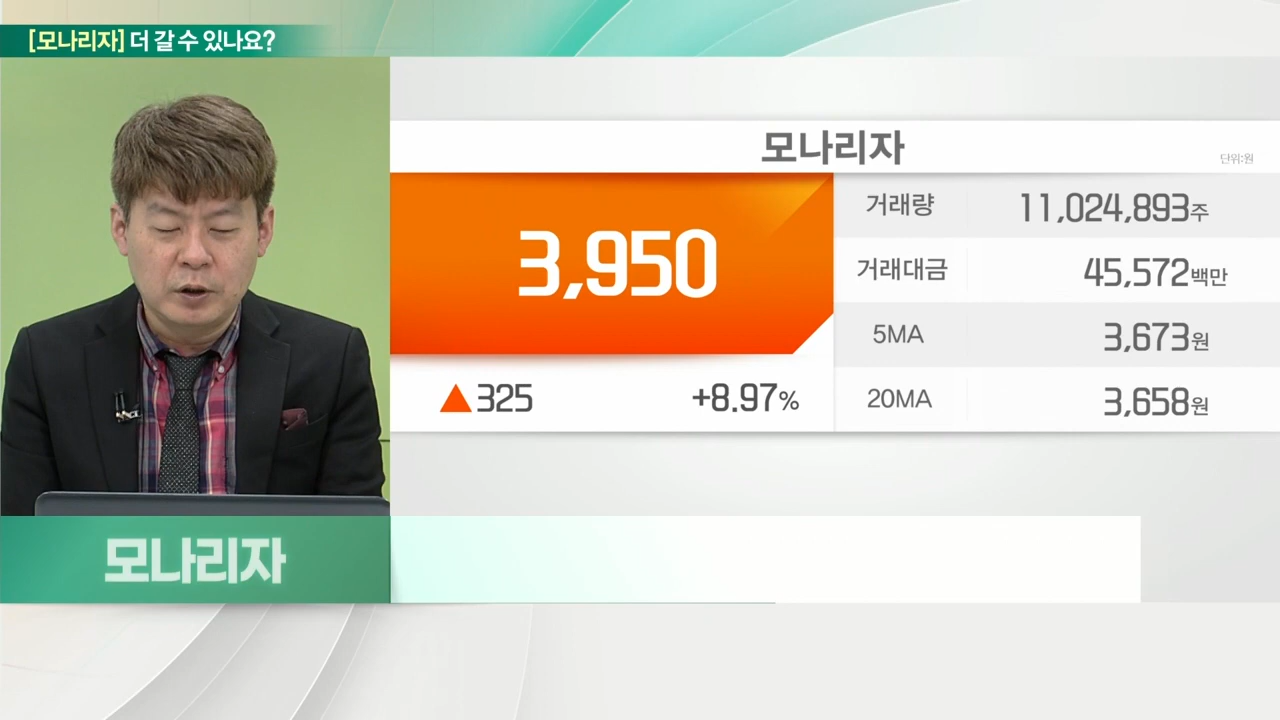 [모나리자] 더 갈 수 있나요?
모나리자
단위:원
3,950
▲325 +8.97%
거래량 11,024,893주
거래대금 45,572백만
5MA 3,673원
20MA 3,658원
모나리자